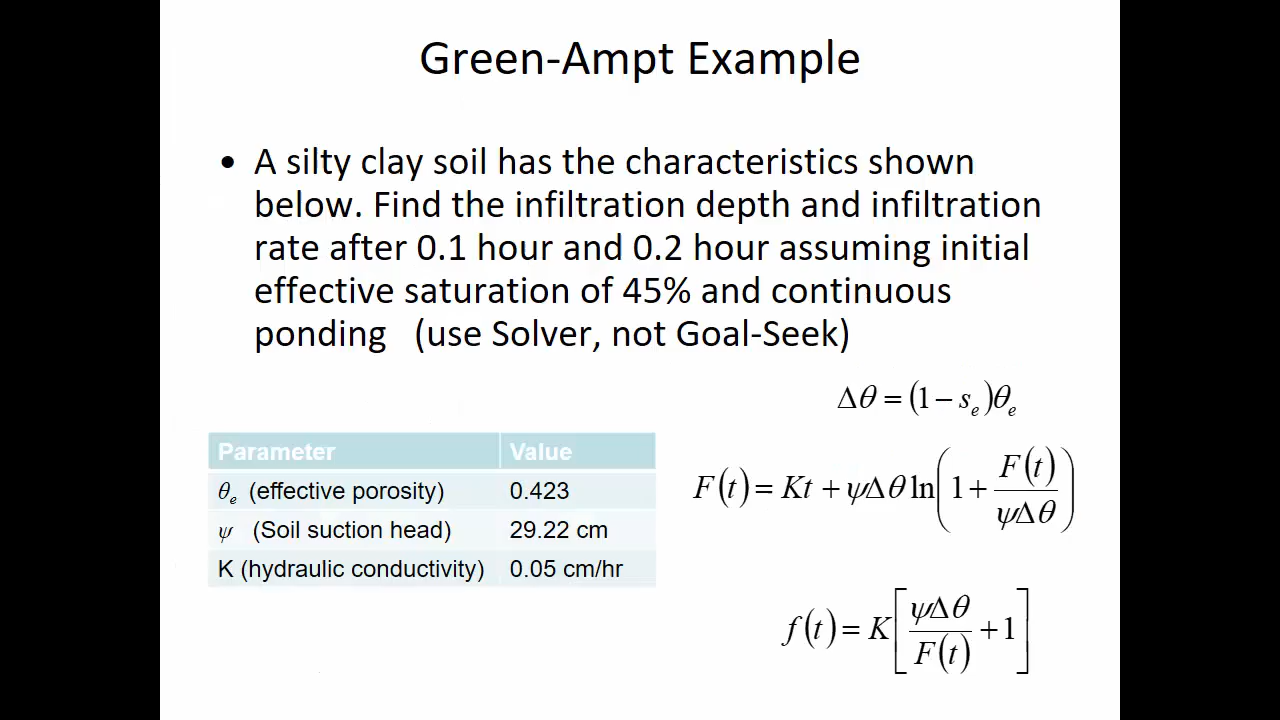 Green-Ampt Example
• A silty clay soil has the characteristics shown
below. Find the infiltration depth and infiltration
rate after 0.1 hour and 0.2 hour assuming initial
effective saturation of 45% and continuous
ponding (use Solver, not Goal-Seek)
Δθ = (1 − sₑ)θₑ
Parameter Value
θₑ (effective porosity) 0.423
ψ (Soil suction head) 29.22 cm
K (hydraulic conductivity) 0.05 cm/hr
F(t) = Kt + ψΔθ ln(1 + F(t)/ψΔθ)
f(t) = K[ψΔθ/F(t) + 1]